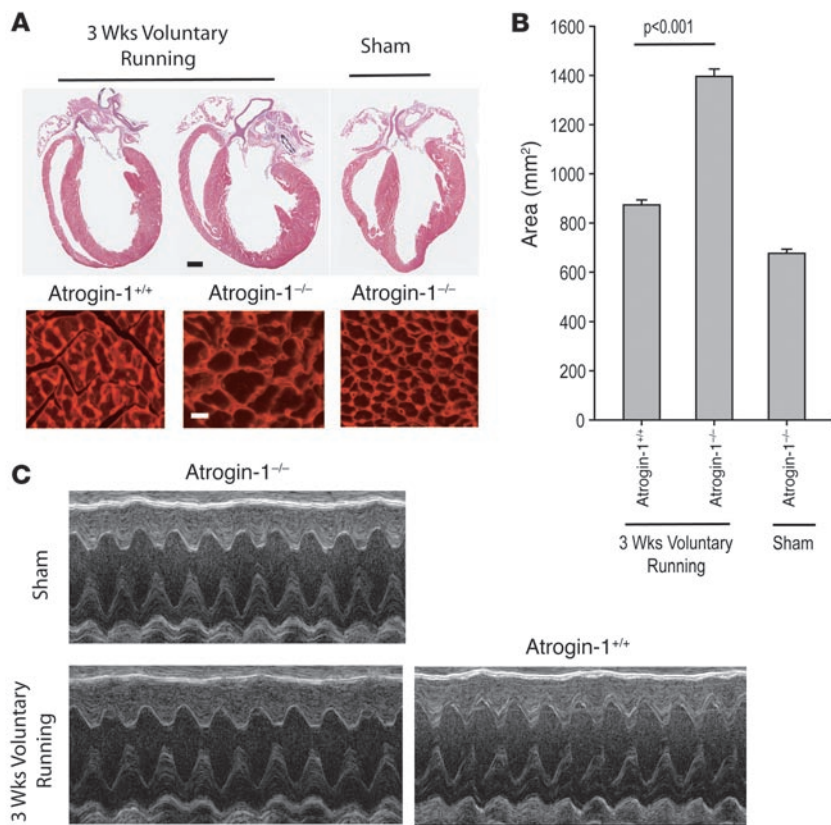 A
3 Wks Voluntary
Running
Sham
Atrogin-1⁺/⁺
Atrogin-1⁻/⁻
Atrogin-1⁻/⁻
B
p<0.001
Area (mm²)
1600
1400
1200
1000
800
600
400
200
0
Atrogin-1⁺/⁺
Atrogin-1⁻/⁻
Atrogin-1⁻/⁻
3 Wks Voluntary
Running
Sham
C
Atrogin-1⁻/⁻
Sham
Atrogin-1⁺/⁺
3 Wks Voluntary
Running